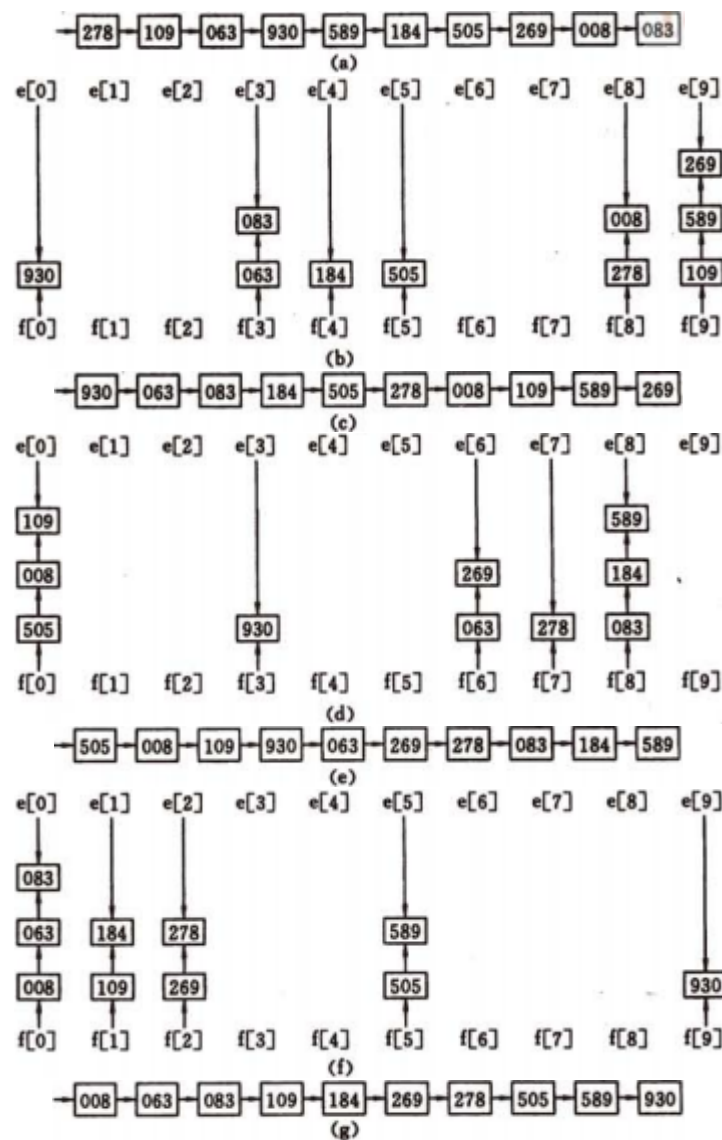 278 109 063 930 589 184 505 269 008 083
(a)
e[0] e[1] e[2] e[3] e[4] e[5] e[6] e[7] e[8] e[9]
269
083 008 589
930 063 184 505 278 109
f[0] f[1] f[2] f[3] f[4] f[5] f[6] f[7] f[8] f[9]
(b)
930 063 083 184 505 278 008 109 589 269
(c)
e[0] e[1] e[2] e[3] e[4] e[5] e[6] e[7] e[8] e[9]
109 589
008 269 184
505 930 063 278 083
f[0] f[1] f[2] f[3] f[4] f[5] f[6] f[7] f[8] f[9]
(d)
505 008 109 930 063 269 278 083 184 589
(e)
e[0] e[1] e[2] e[3] e[4] e[5] e[6] e[7] e[8] e[9]
083
063 184 278 589
008 109 269 505 930
f[0] f[1] f[2] f[3] f[4] f[5] f[6] f[7] f[8] f[9]
(f)
008 063 083 109 184 269 278 505 589 930
(g)